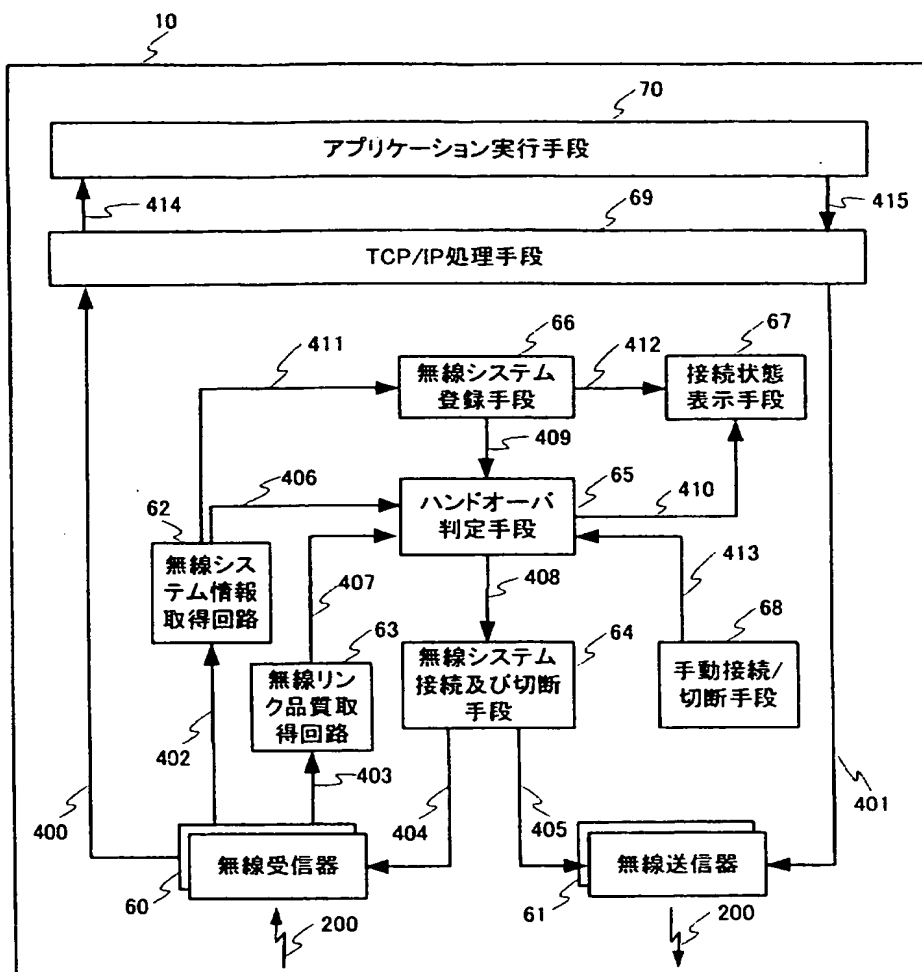 10
70
アプリケーション実行手段
414
69
415
TCP/IP処理手段
411
66
412
67
無線システム
登録手段
接続状態
表示手段
409
406
65
410
62
ハンドオーバ
判定手段
無線シス
テム情報
取得回路
407
408
413
63
64
68
無線リン
ク品質取
得回路
無線システム
接続及び切断
手段
手動接続/
切断手段
402
403
400
404
405
401
無線受信器
無線送信器
60
61
200
200